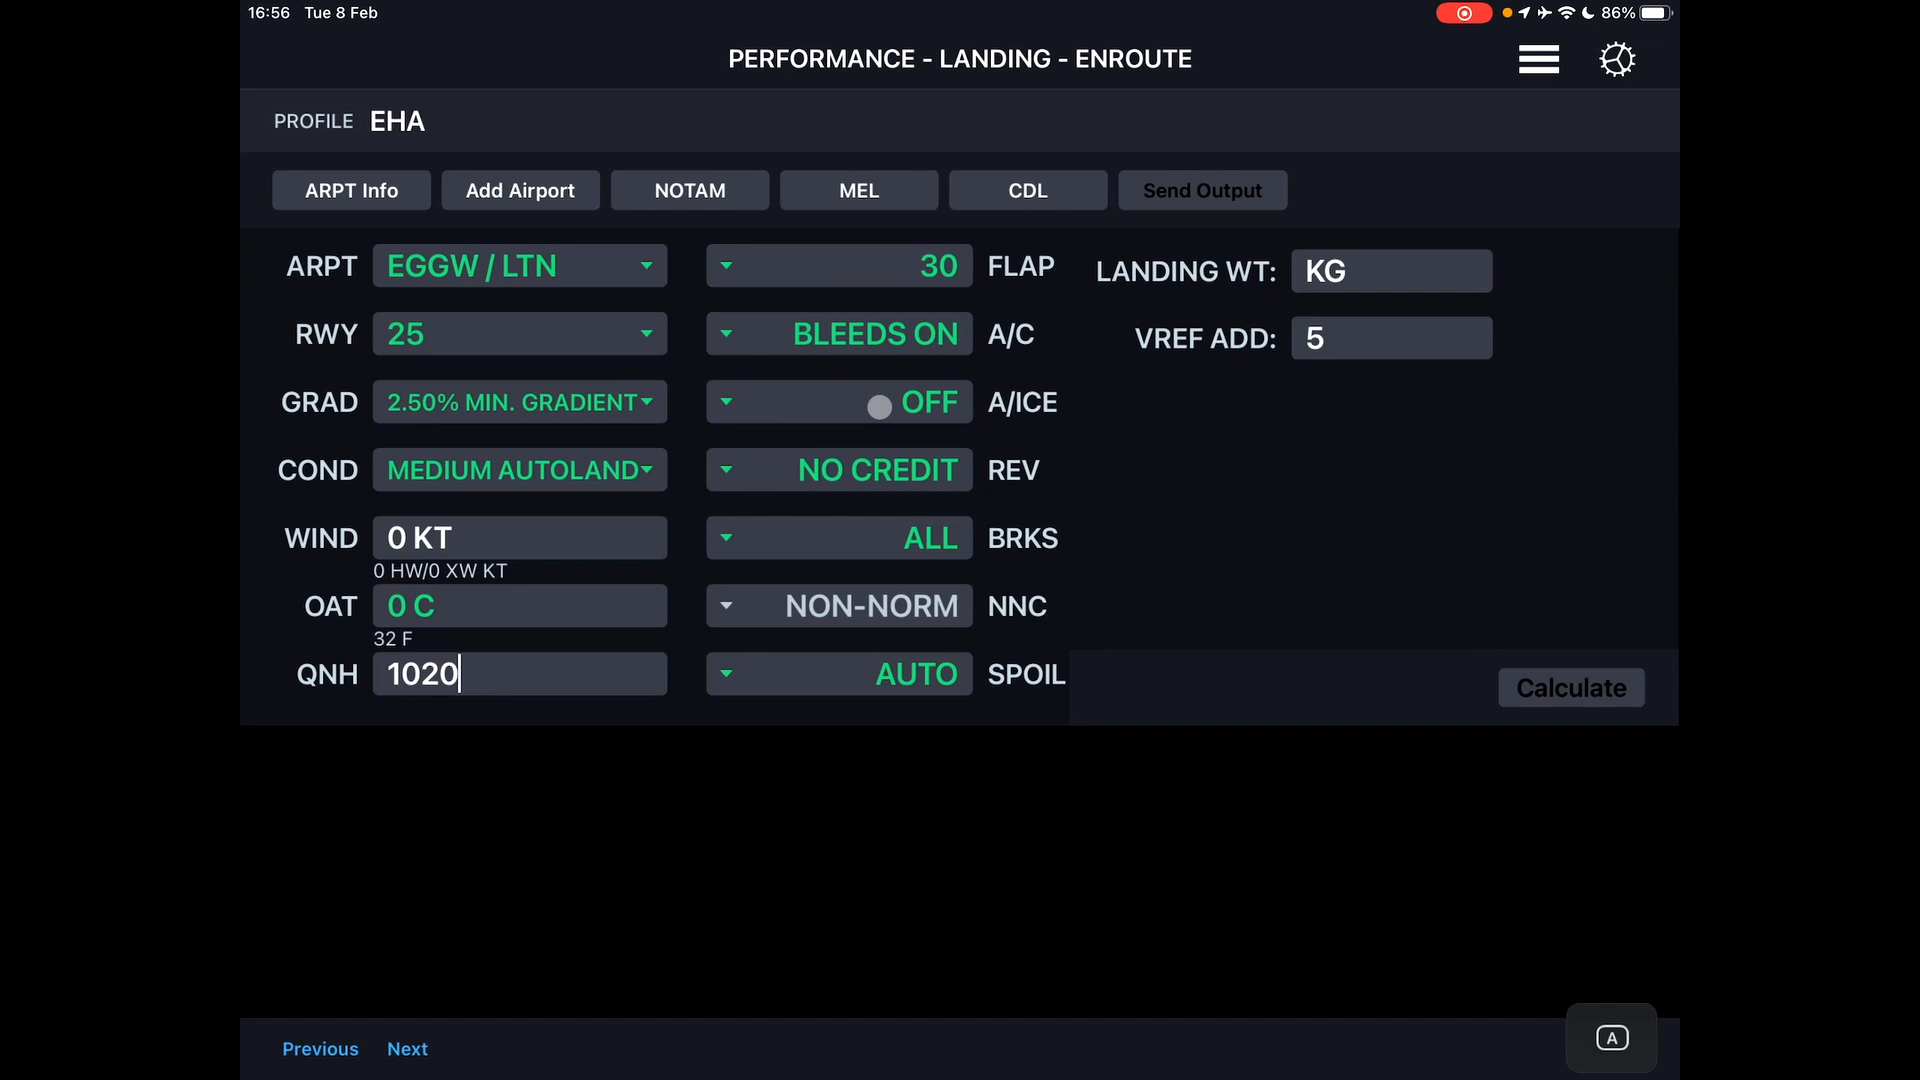 16:56 Tue 8 Feb 86%
PERFORMANCE - LANDING - ENROUTE
PROFILE EHA
ARPT Info Add Airport NOTAM MEL CDL Send Output
ARPT EGGW / LTN 30 FLAP LANDING WT: KG
RWY 25 BLEEDS ON A/C VREF ADD: 5
GRAD 2.50% MIN. GRADIENT OFF A/ICE
COND MEDIUM AUTOLAND NO CREDIT REV
WIND 0 KT ALL BRKS
0 HW/0 XW KT
OAT 0 C NON-NORM NNC
32 F
QNH 1020 AUTO SPOIL Calculate
Previous Next A